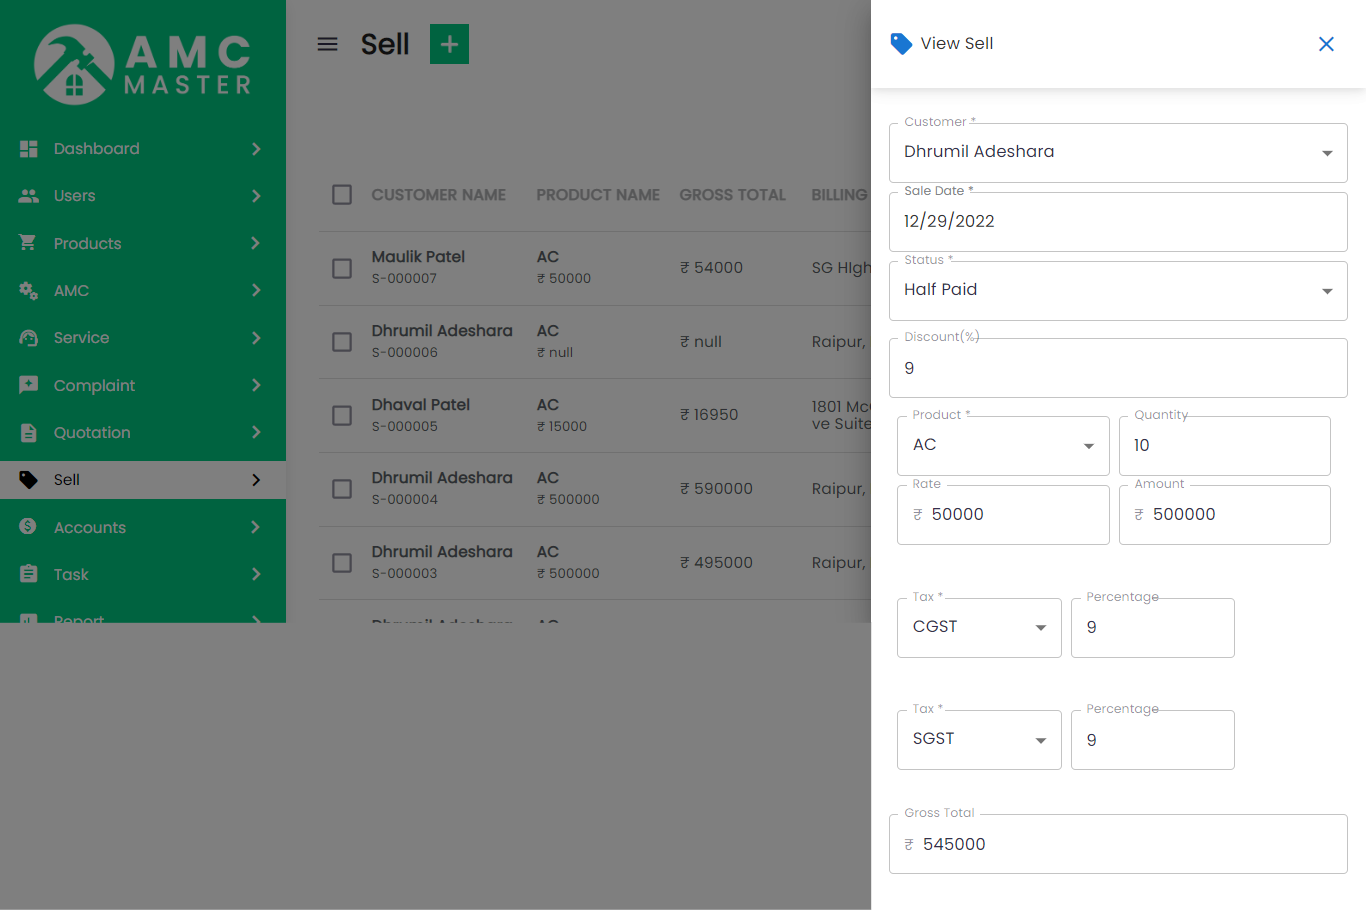 AMC
MASTER
Dashboard
Users
Products
AMC
Service
Complaint
Quotation
Sell
Accounts
Task
Report
Sell
CUSTOMER NAME PRODUCT NAME GROSS TOTAL BILLING
Maulik Patel AC
S-000007 ₹ 50000 ₹ 54000 SG HIgh
Dhrumil Adeshara AC
S-000006 ₹ null ₹ null Raipur,
Dhaval Patel AC
S-000005 ₹ 15000 ₹ 16950 1801 Mc
ve Suite
Dhrumil Adeshara AC
S-000004 ₹ 500000 ₹ 590000 Raipur,
Dhrumil Adeshara AC
S-000003 ₹ 500000 ₹ 495000 Raipur,
Dhrumil Adeshara AC
View Sell
Customer *
Dhrumil Adeshara
Sale Date *
12/29/2022
Status *
Half Paid
Discount(%)
9
Product * Quantity
AC 10
Rate Amount
₹ 50000 ₹ 500000
Tax * Percentage
CGST 9
Tax * Percentage
SGST 9
Gross Total
₹ 545000